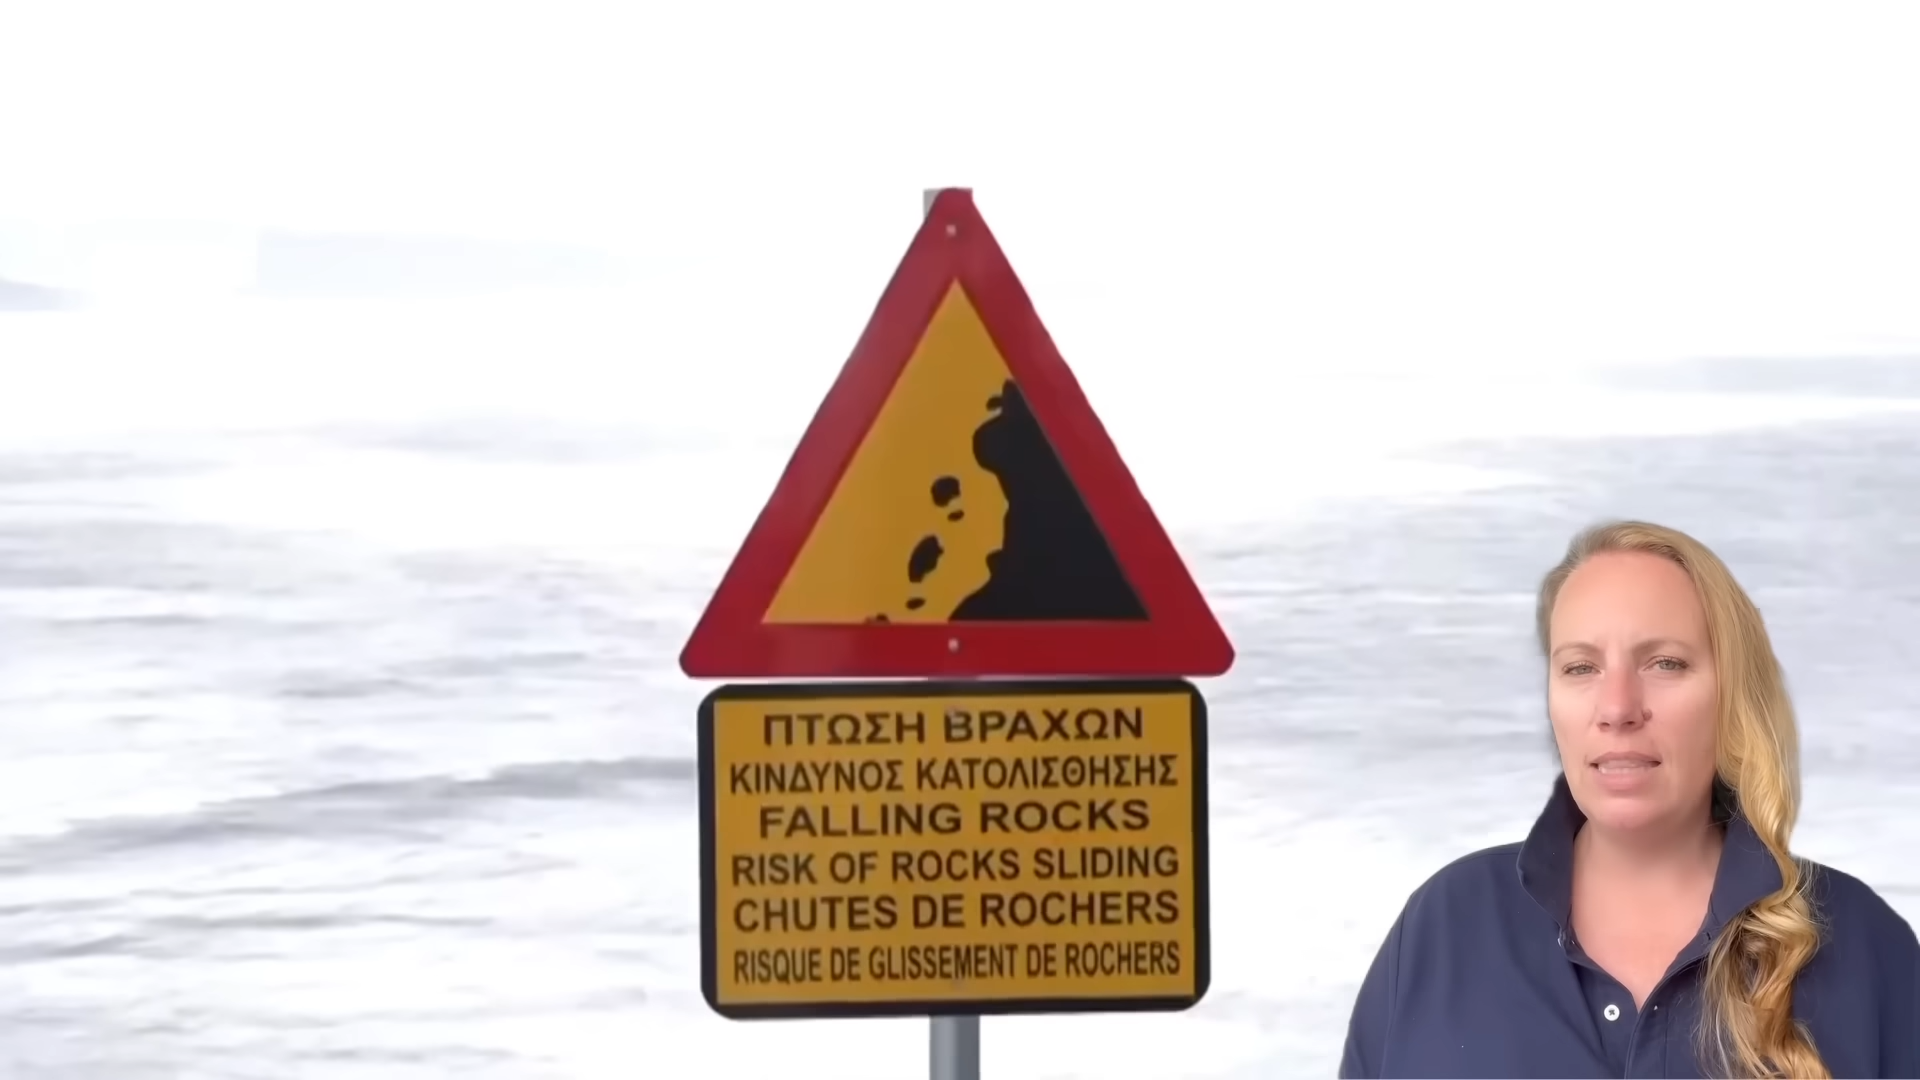 ΠΤΩΣΗ ΒΡΑΧΩΝ
ΚΙΝΔΥΝΟΣ ΚΑΤΟΛΙΣΘΗΣΗΣ
FALLING ROCKS
RISK OF ROCKS SLIDING
CHUTES DE ROCHERS
RISQUE DE GLISSEMENT DE ROCHERS